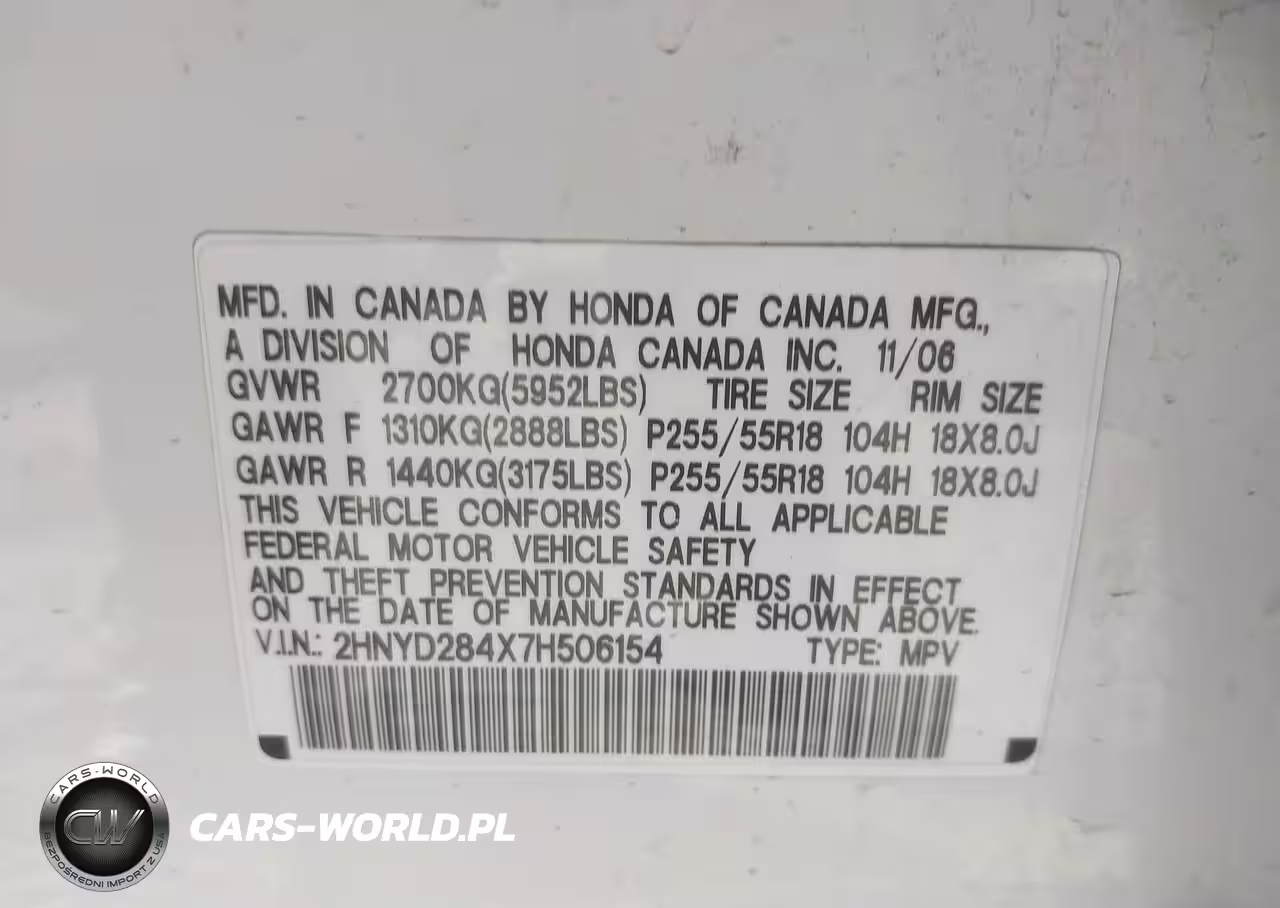 MFD. IN CANADA BY HONDA OF CANADA MFG.,
A DIVISION OF HONDA CANADA INC. 11/06
GVWR 2700KG(5952LBS) TIRE SIZE RIM SIZE
GAWR F 1310KG(2888LBS) P255/55R18 104H 18X8.0J
GAWR R 1440KG(3175LBS) P255/55R18 104H 18X8.0J
THIS VEHICLE CONFORMS TO ALL APPLICABLE
FEDERAL MOTOR VEHICLE SAFETY
AND THEFT PREVENTION STANDARDS IN EFFECT
ON THE DATE OF MANUFACTURE SHOWN ABOVE.
V.I.N.: 2HNYD284X7H506154 TYPE: MPV
CARS-WORLD
CW
BEZPOŚREDNI IMPORT Z USA
CARS-WORLD.PL